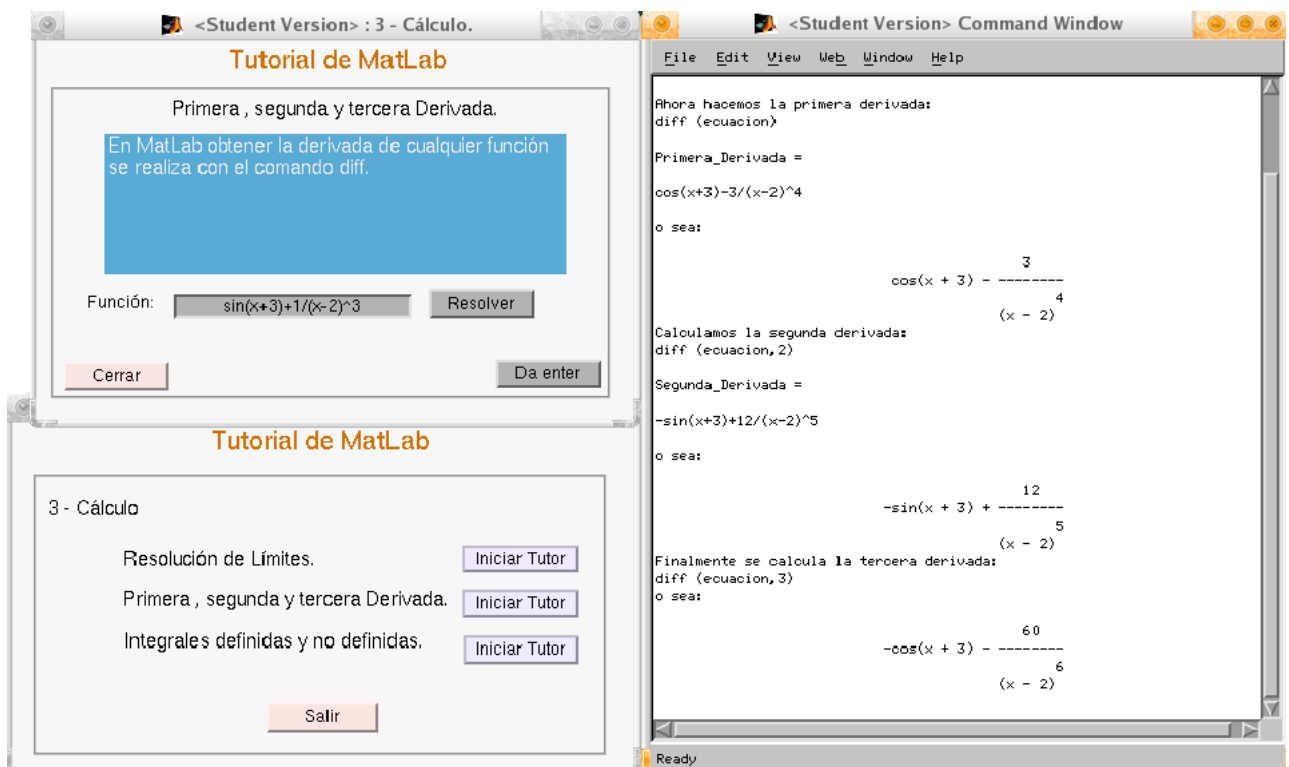 <Student Version> : 3 - Cálculo.
Tutorial de MatLab
Primera , segunda y tercera Derivada.
En MatLab obtener la derivada de cualquier función
se realiza con el comando diff.
Función:
sin(x+3)+1/(x-2)^3
Resolver
Cerrar
Da enter
Tutorial de MatLab
3 - Cálculo
Resolución de Límites.
Iniciar Tutor
Primera , segunda y tercera Derivada.
Iniciar Tutor
Integrales definidas y no definidas.
Iniciar Tutor
Salir
<Student Version> Command Window
File Edit View Web Window Help
Ahora hacemos la primera derivada:
diff (ecuacion)
Primera_Derivada =
cos(x+3)-3/(x-2)^4
o sea:
3
cos(x + 3) - --------
4
(x - 2)
Calculamos la segunda derivada:
diff (ecuacion,2)
Segunda_Derivada =
-sin(x+3)+12/(x-2)^5
o sea:
12
-sin(x + 3) + --------
5
(x - 2)
Finalmente se calcula la tercera derivada:
diff (ecuacion,3)
o sea:
60
-cos(x + 3) - --------
6
(x - 2)
Ready